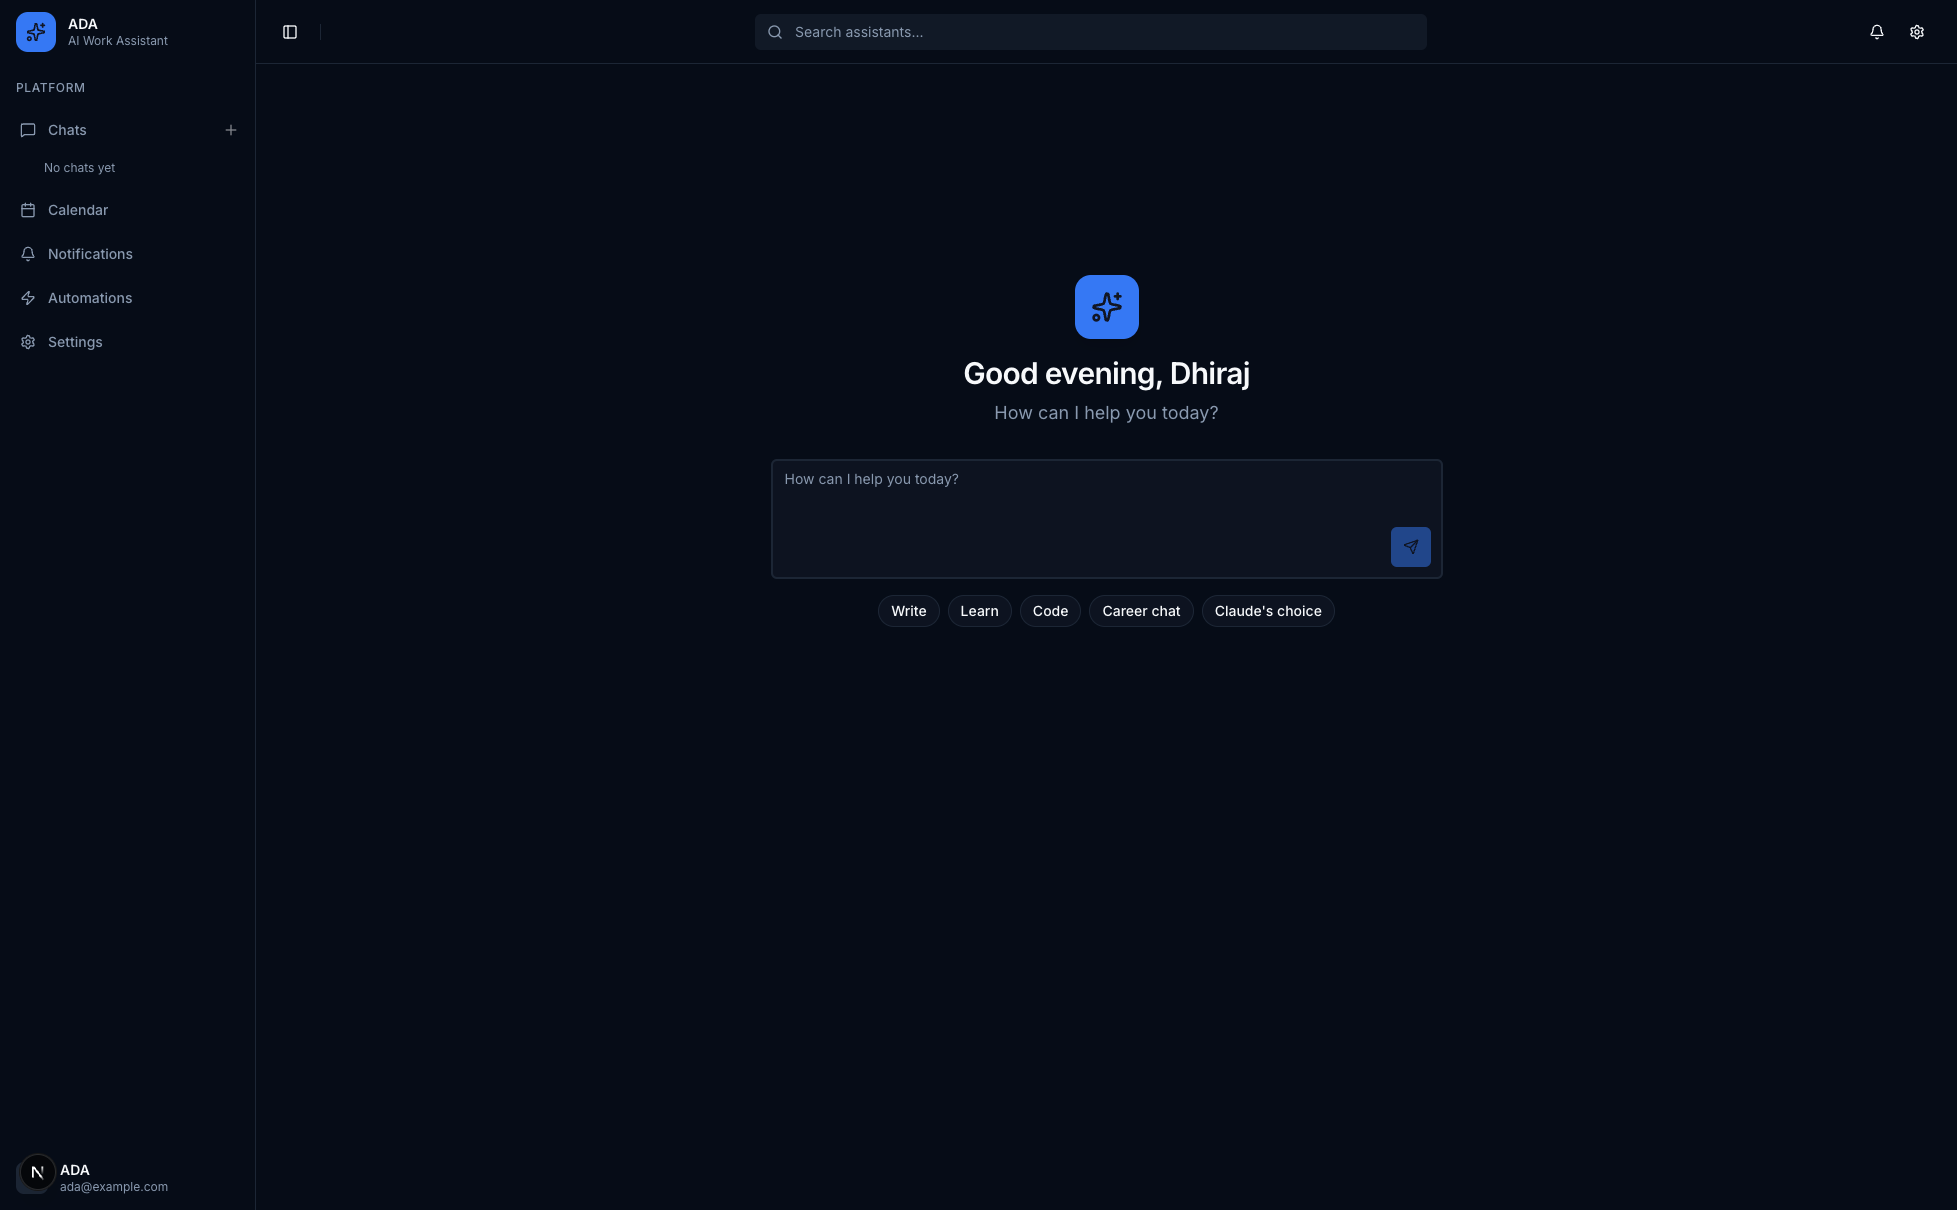 ADA
AI Work Assistant
PLATFORM
Chats
No chats yet
Calendar
Notifications
Automations
Settings
Search assistants...
Good evening, Dhiraj
How can I help you today?
How can I help you today?
Write
Learn
Code
Career chat
Claude's choice
N
ADA
ada@example.com